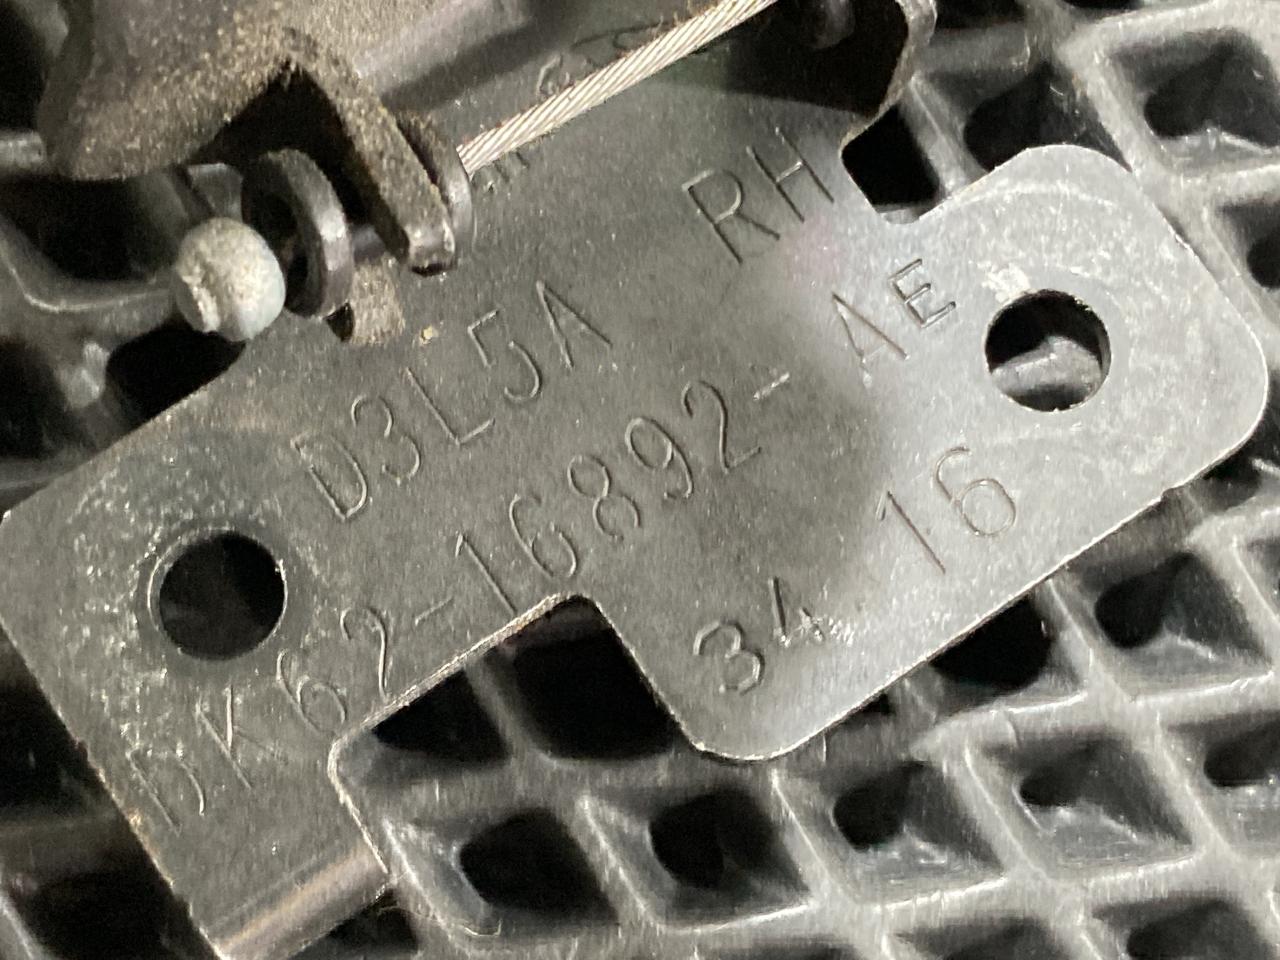 RH
D3L5A
DK62-16892-AE
34 16